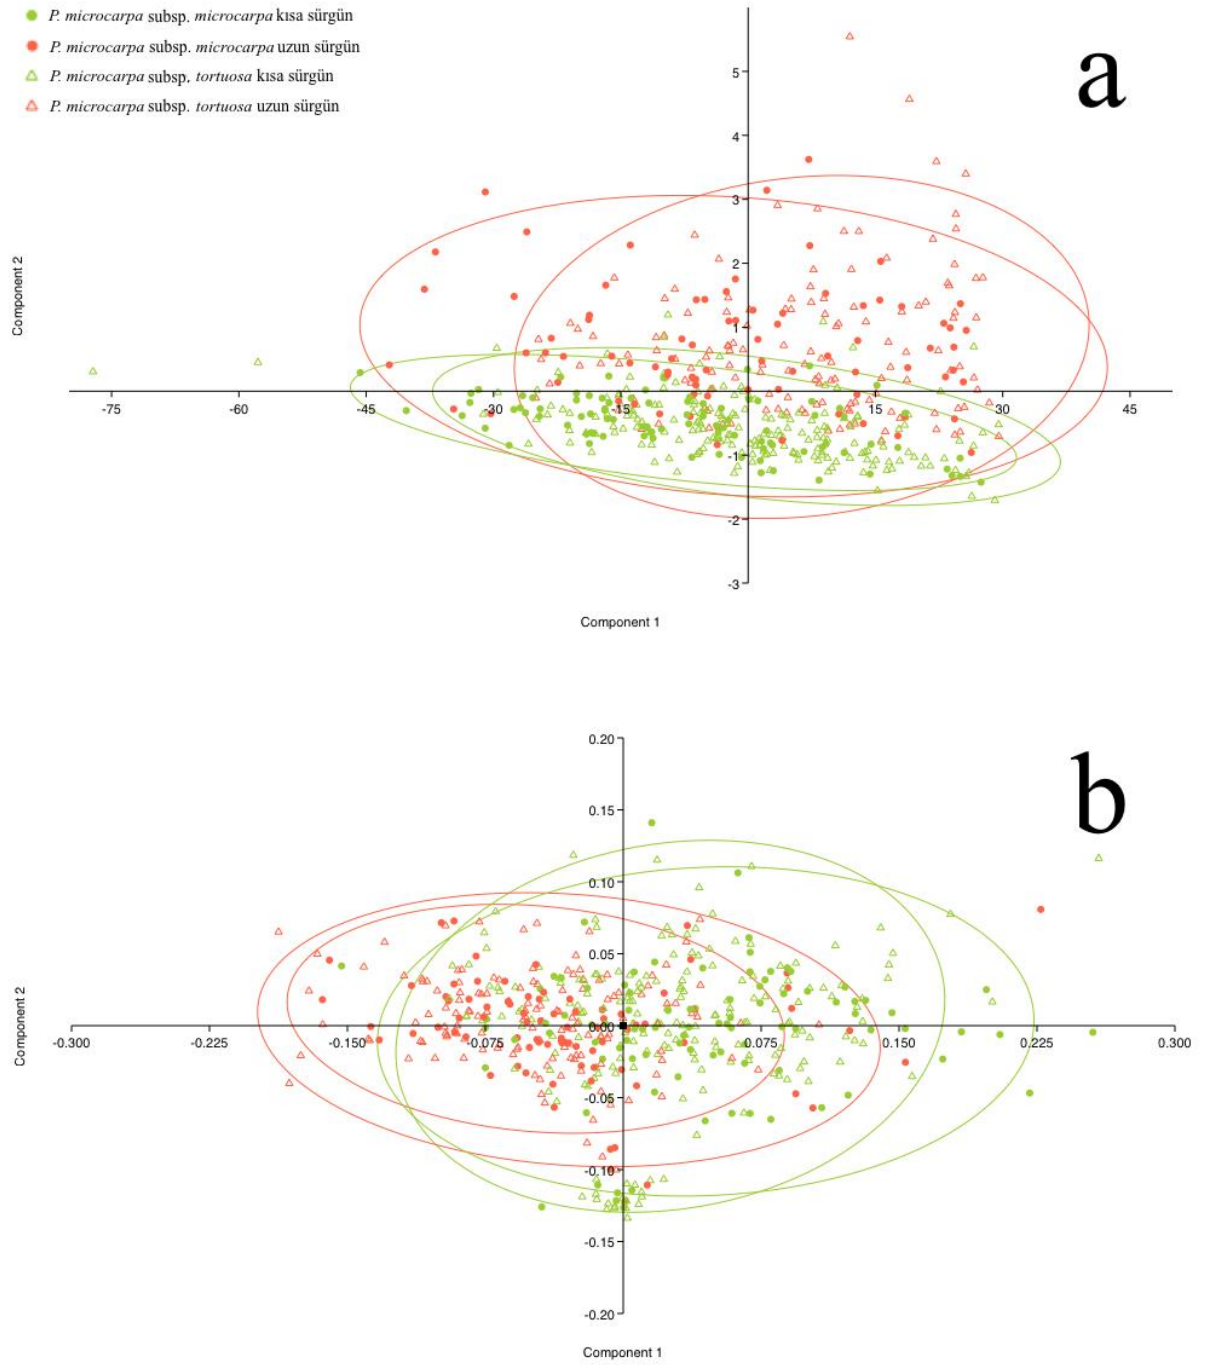 P. microcarpa subsp. microcarpa kısa sürgün
P. microcarpa subsp. microcarpa uzun sürgün
P. microcarpa subsp. tortuosa kısa sürgün
P. microcarpa subsp. tortuosa uzun sürgün
a
5
4
3
2
1
-75 -60 -45 -30 -15 15 30 45
-1
-2
-3
Component 2
Component 1
b
0.20
0.15
0.10
0.05
0.00
-0.300 -0.225 -0.150 -0.075 0.075 0.150 0.225 0.300
-0.05
-0.10
-0.15
-0.20
Component 2
Component 1